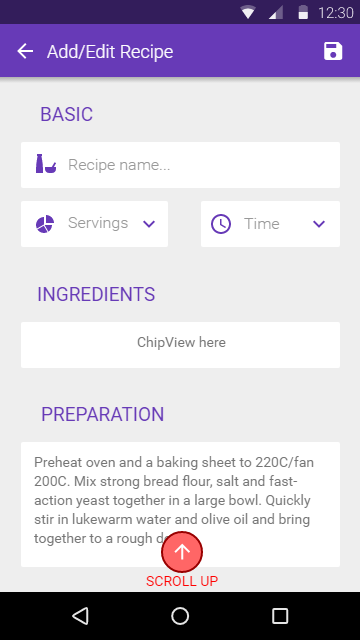 12:30
Add/Edit Recipe
BASIC
Recipe name...
Servings
Time
INGREDIENTS
ChipView here
PREPARATION
Preheat oven and a baking sheet to 220C/fan
200C. Mix strong bread flour, salt and fast-
action yeast together in a large bowl. Quickly
stir in lukewarm water and olive oil and bring
together to a rough
SCROLL UP